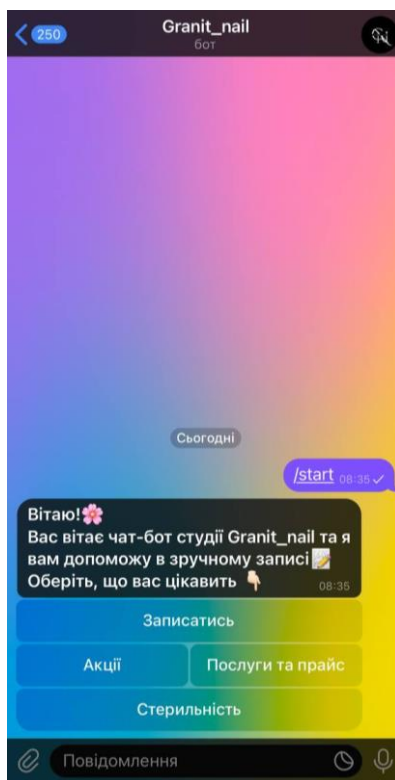 250
Granit_nail
бот
Сьогодні
/start 08:35
Вітаю!🌸
Вас вітає чат-бот студії Granit_nail та я
вам допоможу в зручному записі📝
Оберіть, що вас цікавить 👇🏻 08:35
Записатись
Акції
Послуги та прайс
Стерильність
Повідомлення